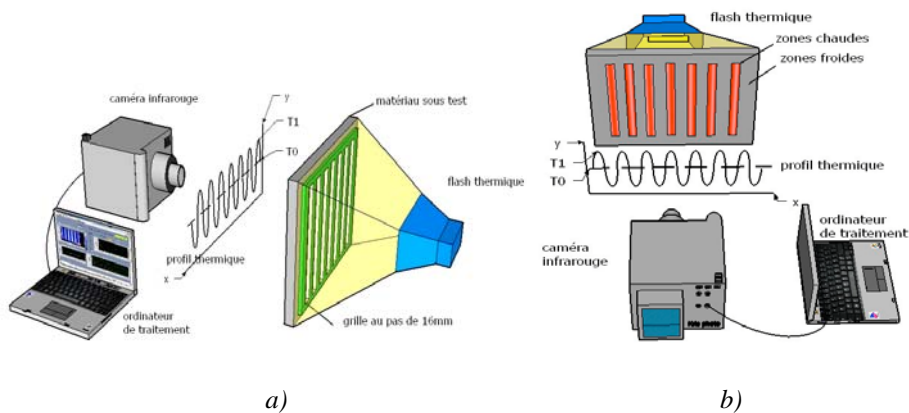 caméra infrarouge
y
T1
T0
profil thermique
x
ordinateur
de traitement
matériau sous test
flash thermique
grille au pas de 16mm
a)
flash thermique
zones chaudes
zones froides
y
T1
T0
profil thermique
x
ordinateur
de traitement
caméra
infrarouge
b)